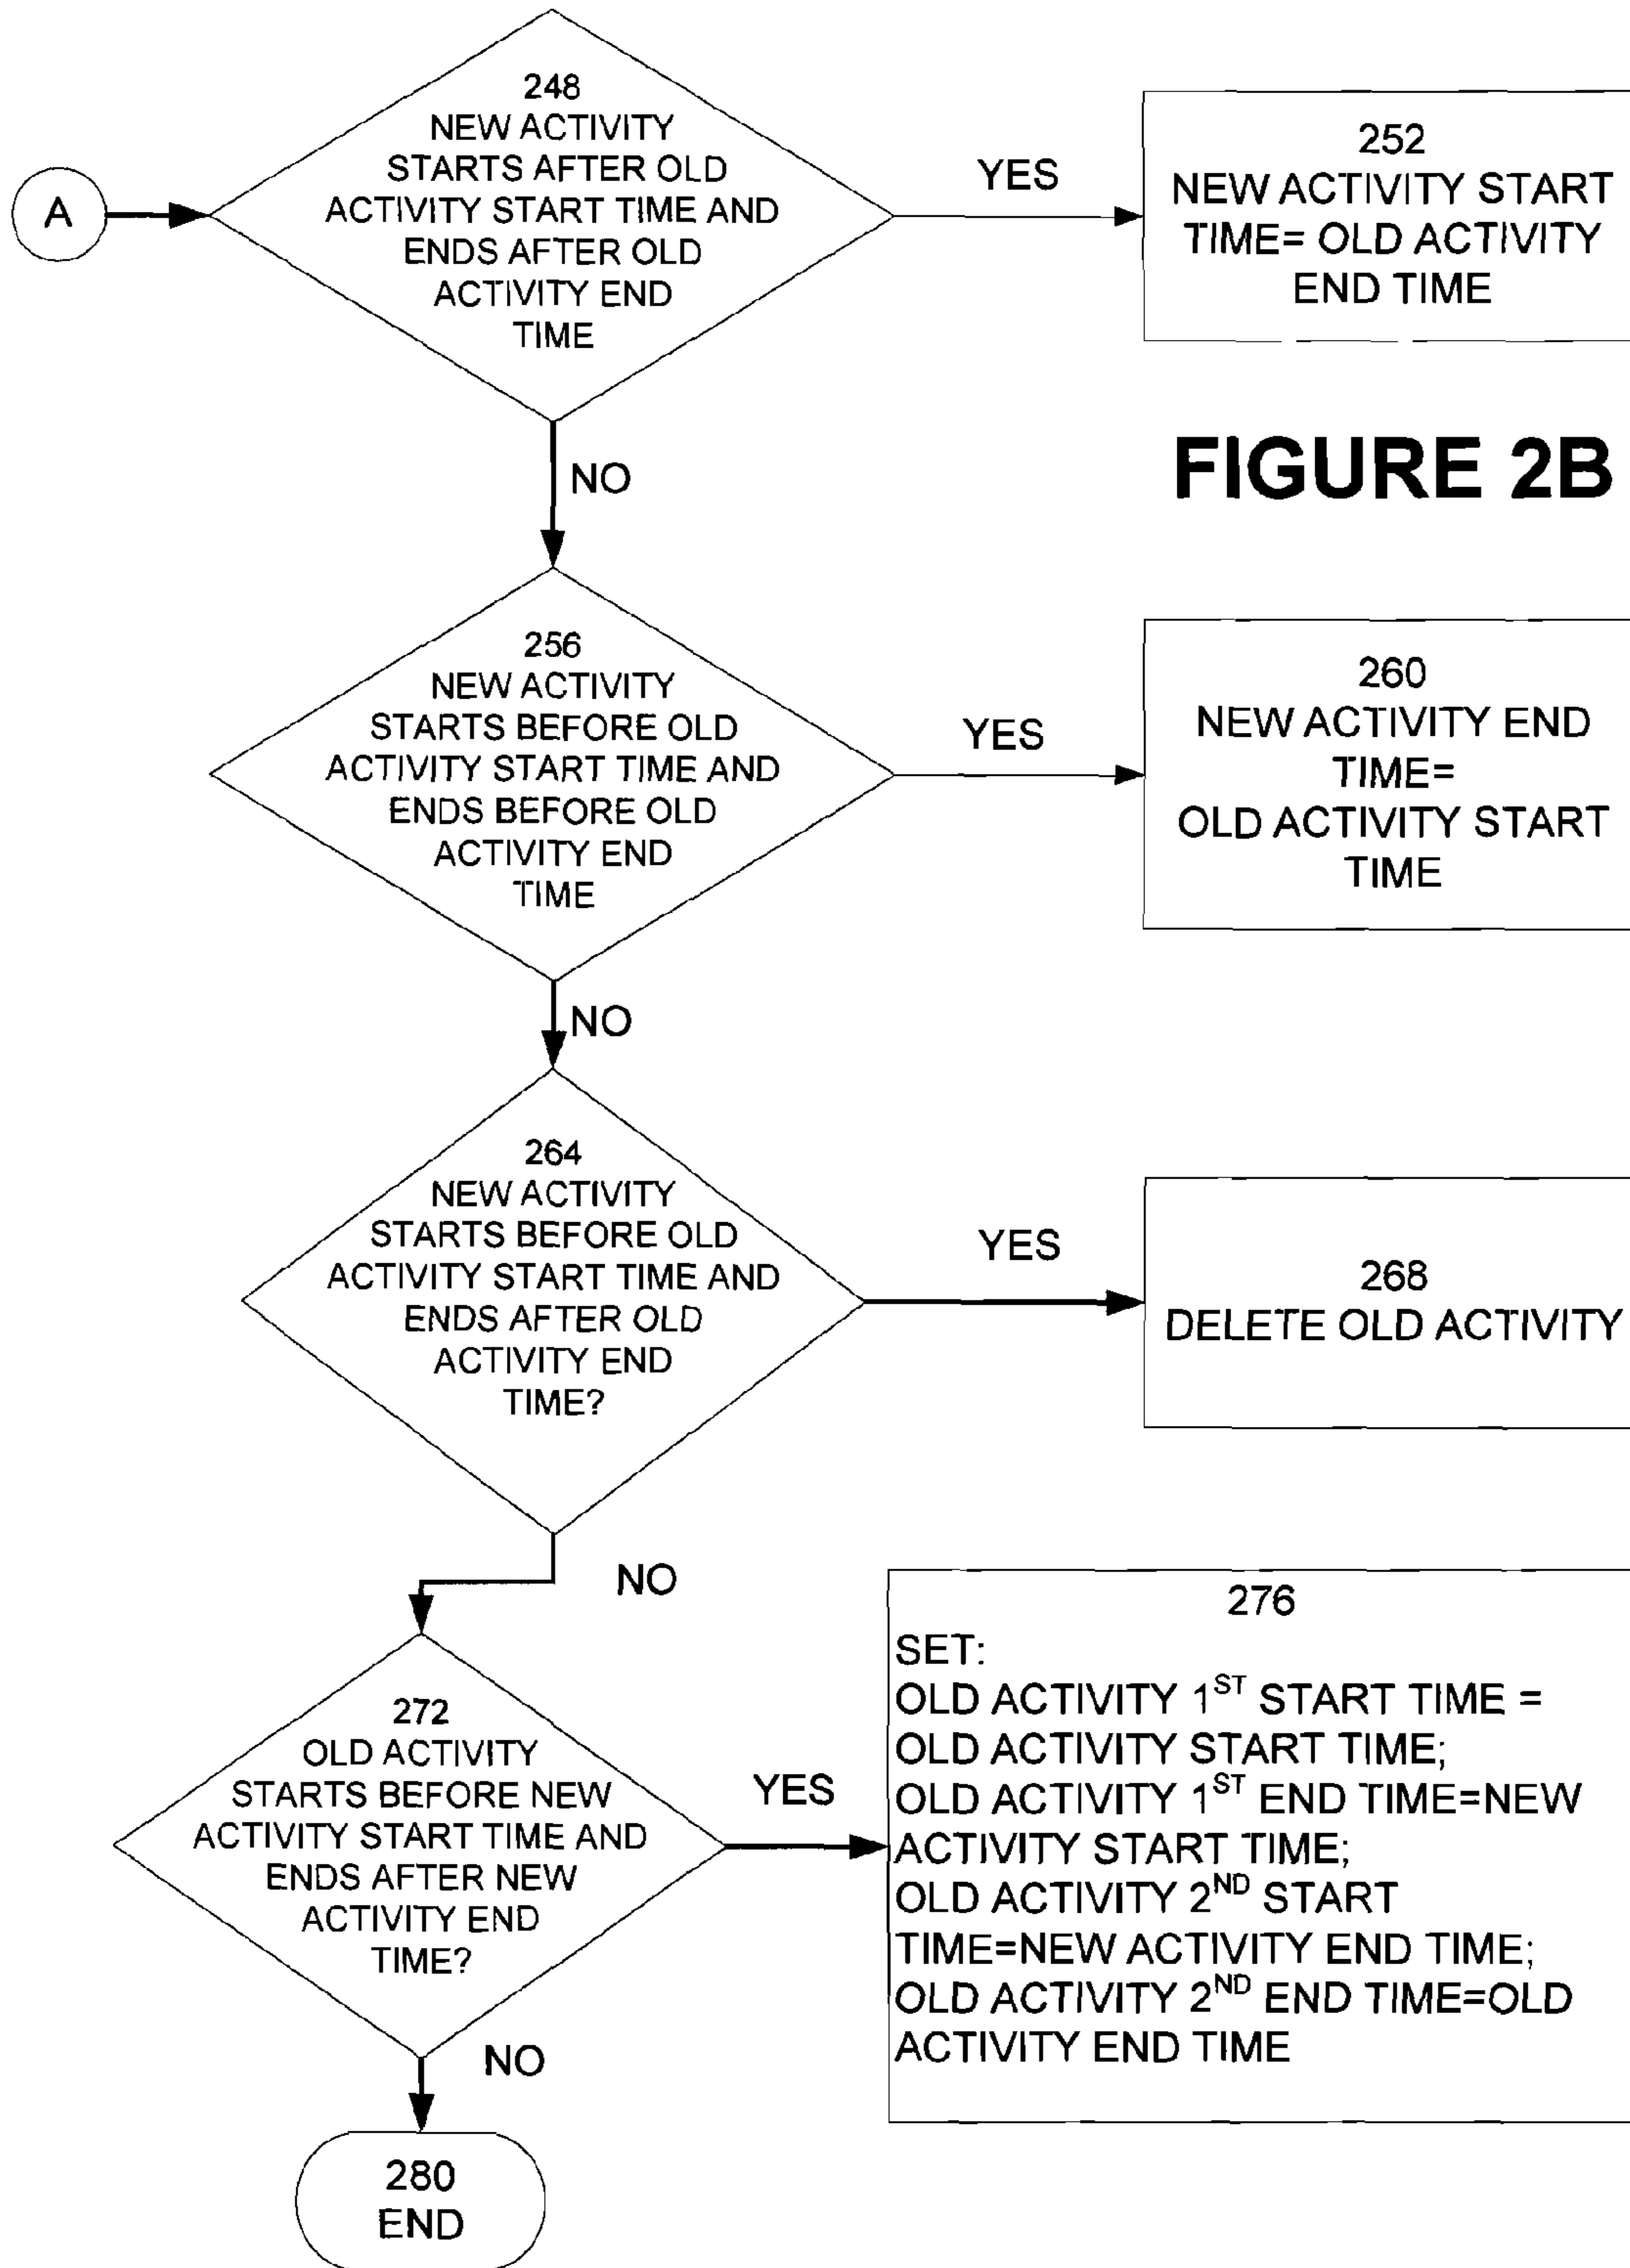 A
248
NEW ACTIVITY
STARTS AFTER OLD
ACTIVITY START TIME AND
ENDS AFTER OLD
ACTIVITY END
TIME
YES
252
NEW ACTIVITY START
TIME= OLD ACTIVITY
END TIME
NO
FIGURE 2B
256
NEW ACTIVITY
STARTS BEFORE OLD
ACTIVITY START TIME AND
ENDS BEFORE OLD
ACTIVITY END
TIME
YES
260
NEW ACTIVITY END
TIME=
OLD ACTIVITY START
TIME
NO
264
NEW ACTIVITY
STARTS BEFORE OLD
ACTIVITY START TIME AND
ENDS AFTER OLD
ACTIVITY END
TIME?
YES
268
DELETE OLD ACTIVITY
NO
272
OLD ACTIVITY
STARTS BEFORE NEW
ACTIVITY START TIME AND
ENDS AFTER NEW
ACTIVITY END
TIME?
YES
276
SET:
OLD ACTIVITY 1ST START TIME =
OLD ACTIVITY START TIME;
OLD ACTIVITY 1ST END TIME=NEW
ACTIVITY START TIME;
OLD ACTIVITY 2ND START
TIME=NEW ACTIVITY END TIME;
OLD ACTIVITY 2ND END TIME=OLD
ACTIVITY END TIME
NO
280
END